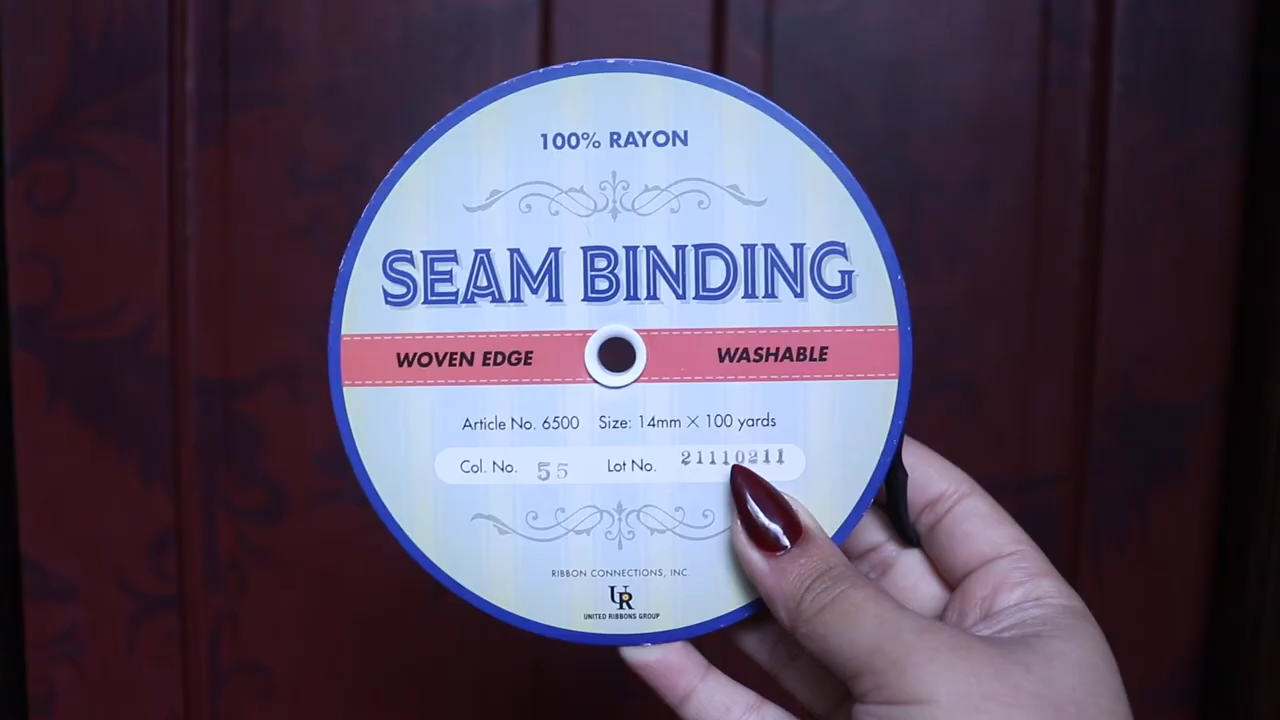 100% RAYON
SEAM BINDING
WOVEN EDGE WASHABLE
Article No. 6500 Size: 14mm X 100 yards
Col. No. 55 Lot No. 21110211
RIBBON CONNECTIONS, INC.
UR
UNITED RIBBONS GROUP